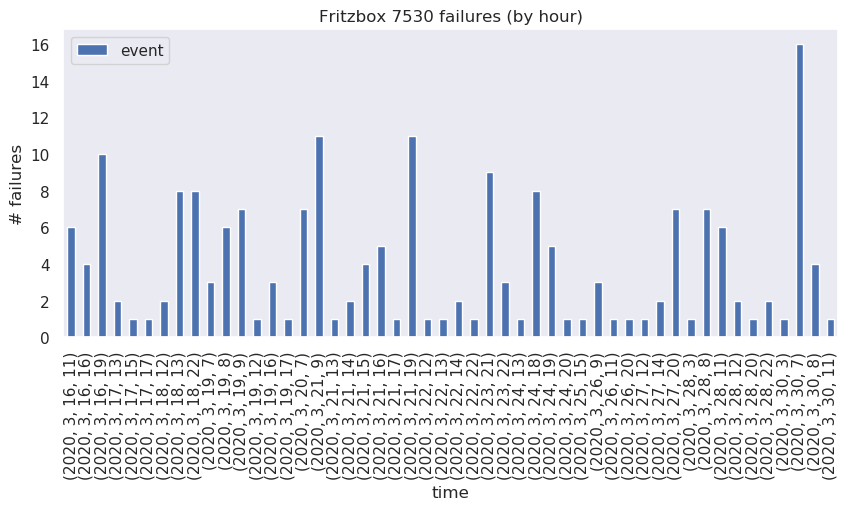 Fritzbox 7530 failures (by hour)
event
# failures
16
14
12
10
8
6
4
2
0
(2020, 3, 16, 11)
(2020, 3, 16, 16)
(2020, 3, 16, 19)
(2020, 3, 17, 13)
(2020, 3, 17, 15)
(2020, 3, 17, 17)
(2020, 3, 18, 12)
(2020, 3, 18, 13)
(2020, 3, 18, 22)
(2020, 3, 19, 7)
(2020, 3, 19, 8)
(2020, 3, 19, 9)
(2020, 3, 19, 12)
(2020, 3, 19, 16)
(2020, 3, 19, 17)
(2020, 3, 20, 7)
(2020, 3, 21, 9)
(2020, 3, 21, 13)
(2020, 3, 21, 14)
(2020, 3, 21, 15)
(2020, 3, 21, 16)
(2020, 3, 21, 17)
(2020, 3, 21, 19)
(2020, 3, 22, 12)
(2020, 3, 22, 13)
(2020, 3, 22, 14)
(2020, 3, 22, 22)
(2020, 3, 23, 21)
(2020, 3, 23, 22)
(2020, 3, 24, 13)
(2020, 3, 24, 18)
(2020, 3, 24, 19)
(2020, 3, 24, 20)
(2020, 3, 25, 15)
(2020, 3, 26, 9)
(2020, 3, 26, 11)
(2020, 3, 26, 20)
(2020, 3, 27, 12)
(2020, 3, 27, 14)
(2020, 3, 27, 20)
(2020, 3, 28, 3)
(2020, 3, 28, 8)
(2020, 3, 28, 11)
(2020, 3, 28, 12)
(2020, 3, 28, 20)
(2020, 3, 28, 22)
(2020, 3, 30, 3)
(2020, 3, 30, 7)
(2020, 3, 30, 8)
(2020, 3, 30, 11)
time